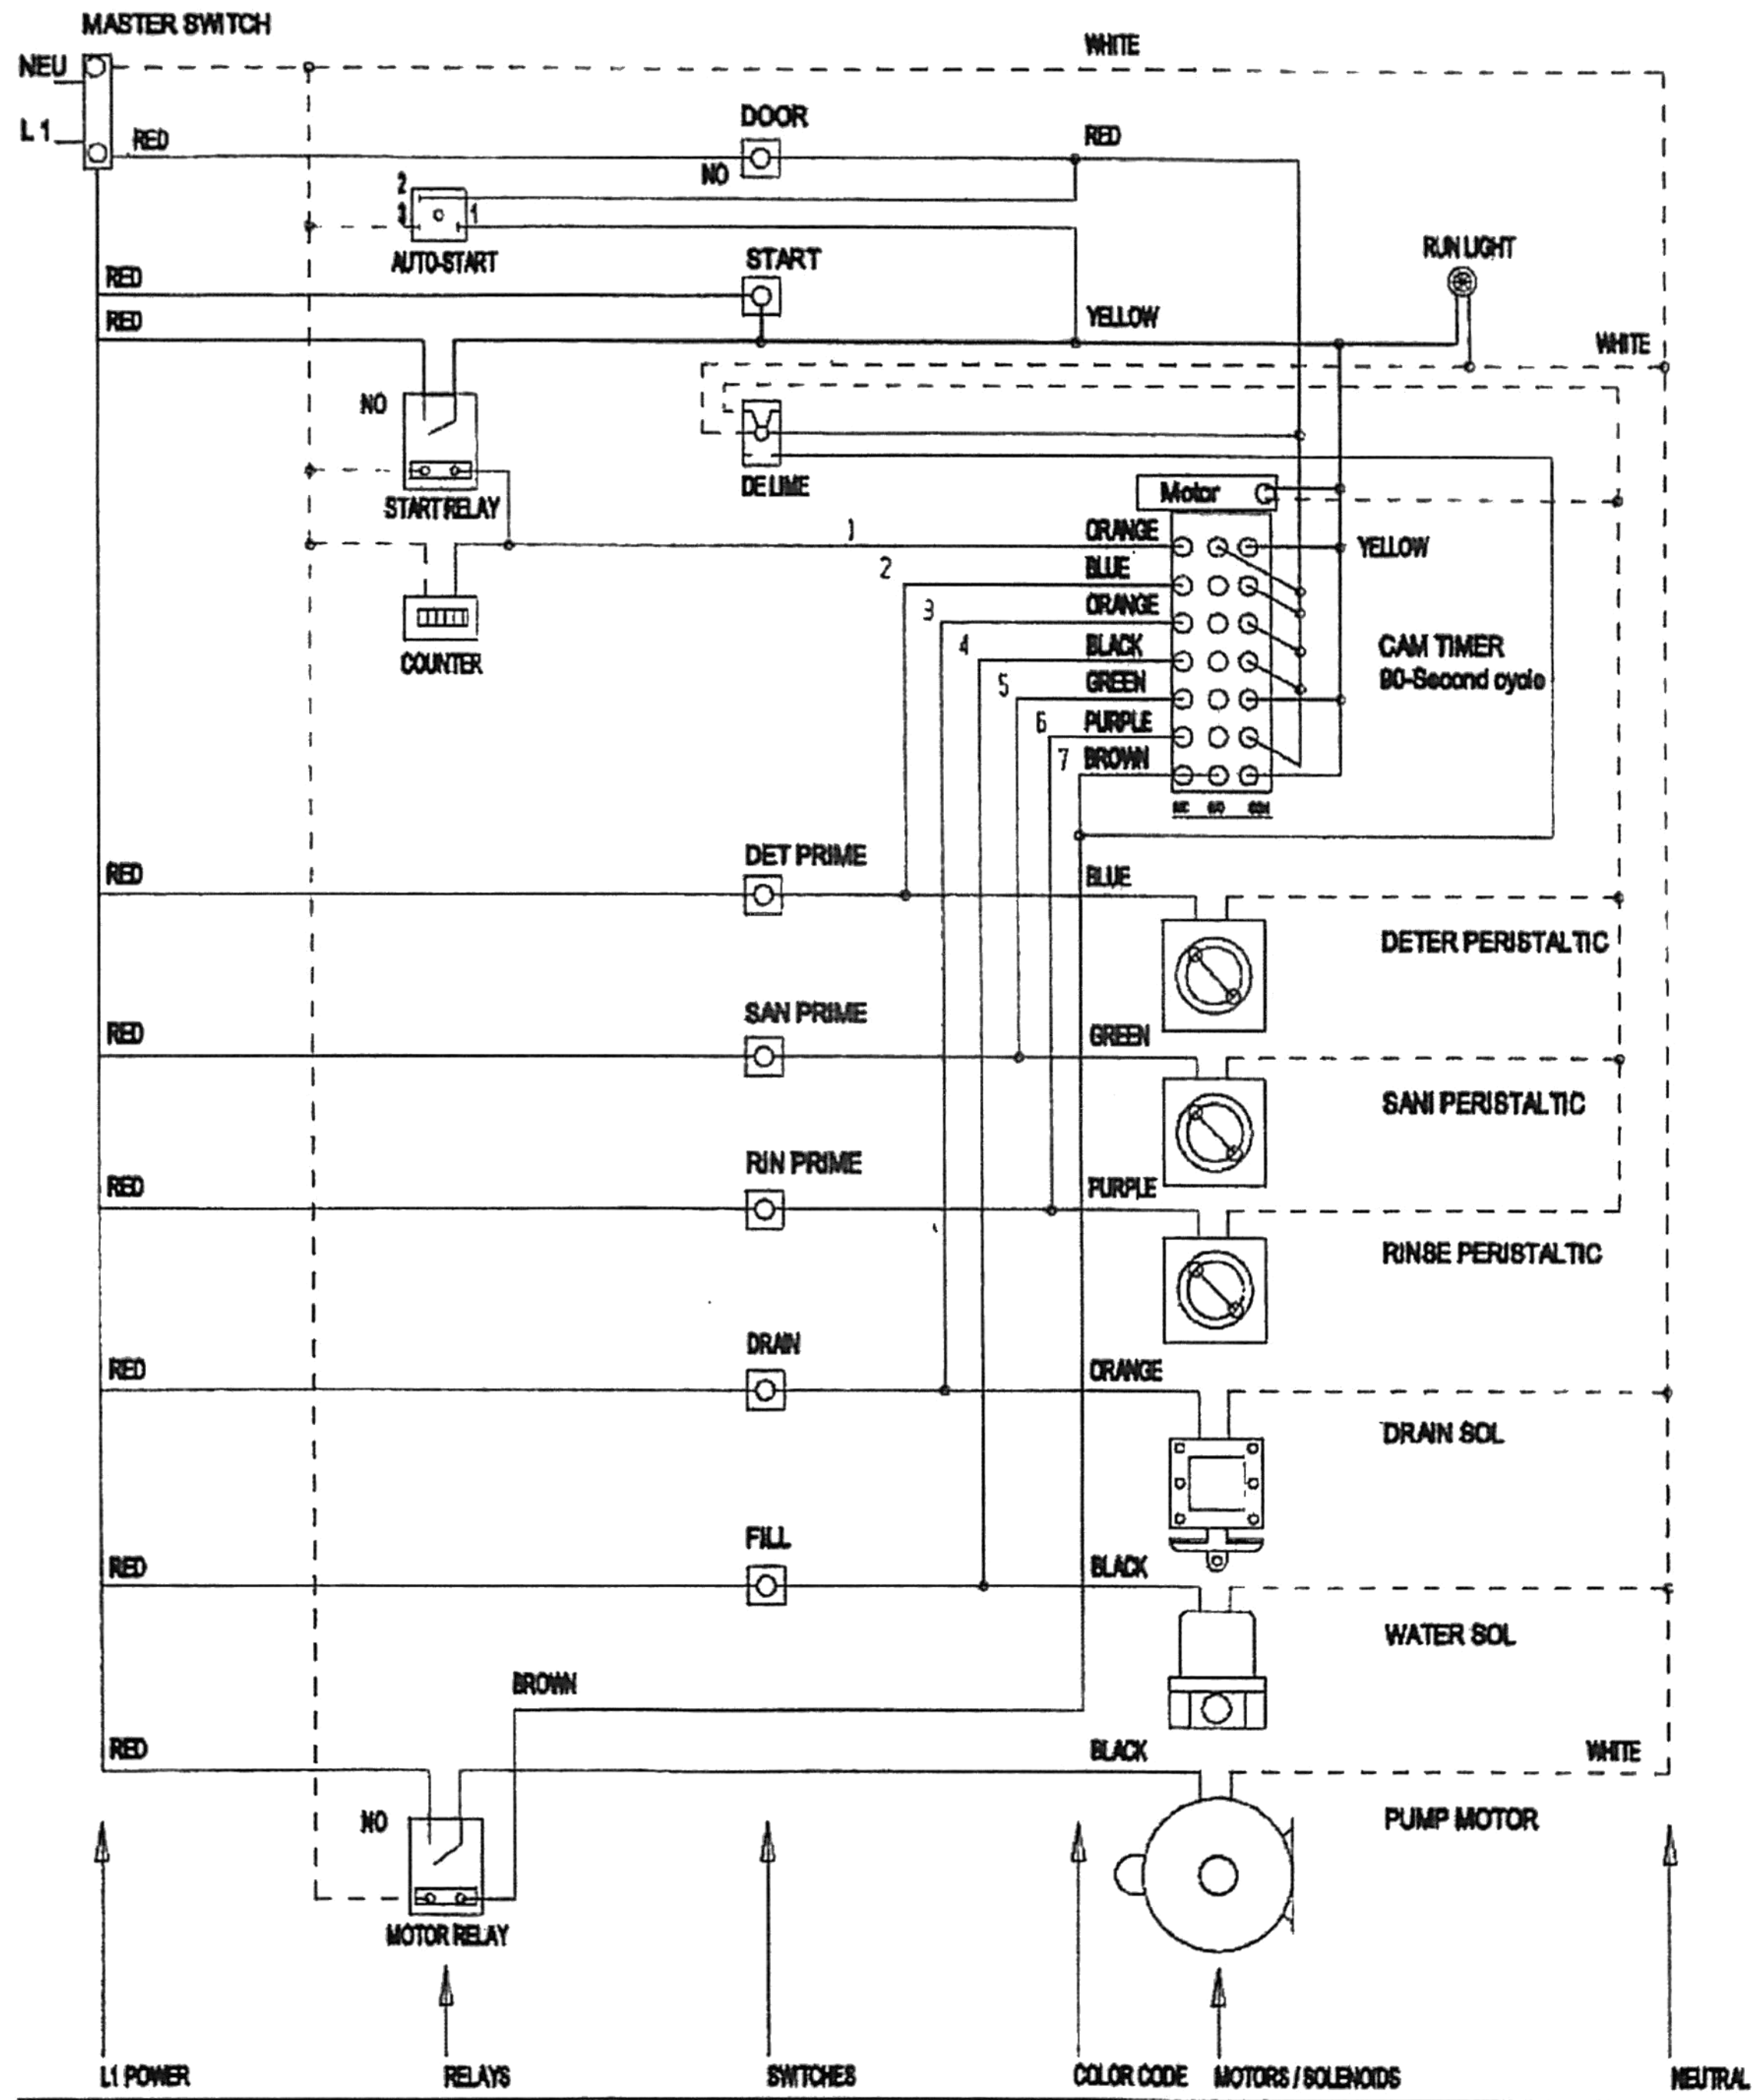 MASTER SWITCH
NEU
WHITE
L1
RED
DOOR
RED
NO
2
3
1
AUTO-START
START
RUN LIGHT
RED
RED
YELLOW
WHITE
NO
DE LIME
START RELAY
Motor
1
ORANGE
YELLOW
2
BLUE
3
ORANGE
4
BLACK
CAM TIMER
5
GREEN
90-Second cycle
6
PURPLE
7
BROWN
COUNTER
NC NO COM
DET PRIME
RED
BLUE
DETER PERISTALTIC
SAN PRIME
RED
GREEN
SANI PERISTALTIC
RIN PRIME
RED
PURPLE
RINSE PERISTALTIC
DRAIN
RED
ORANGE
DRAIN SOL
FILL
RED
BLACK
WATER SOL
BROWN
RED
BLACK
WHITE
NO
PUMP MOTOR
MOTOR RELAY
L1 POWER
RELAYS
SWITCHES
COLOR CODE
MOTORS / SOLENOIDS
NEUTRAL